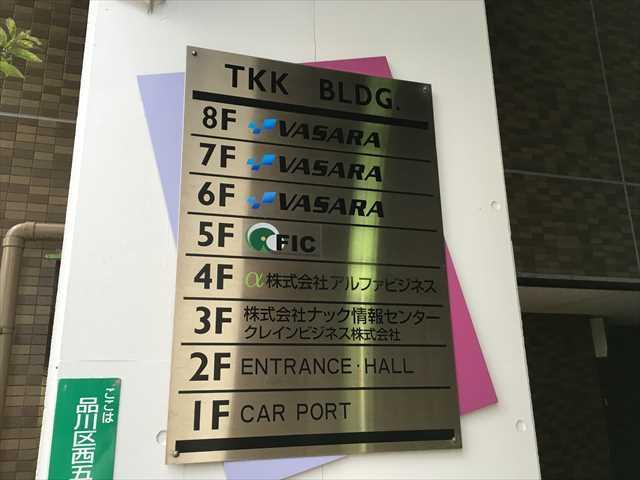 TKK BLDG.
8F VASARA
7F VASARA
6F VASARA
5F FIC
4F α株式会社アルファビジネス
3F 株式会社ナック情報センター
クレインビジネス株式会社
2F ENTRANCE・HALL
1F CAR PORT
ここは
品川区西五